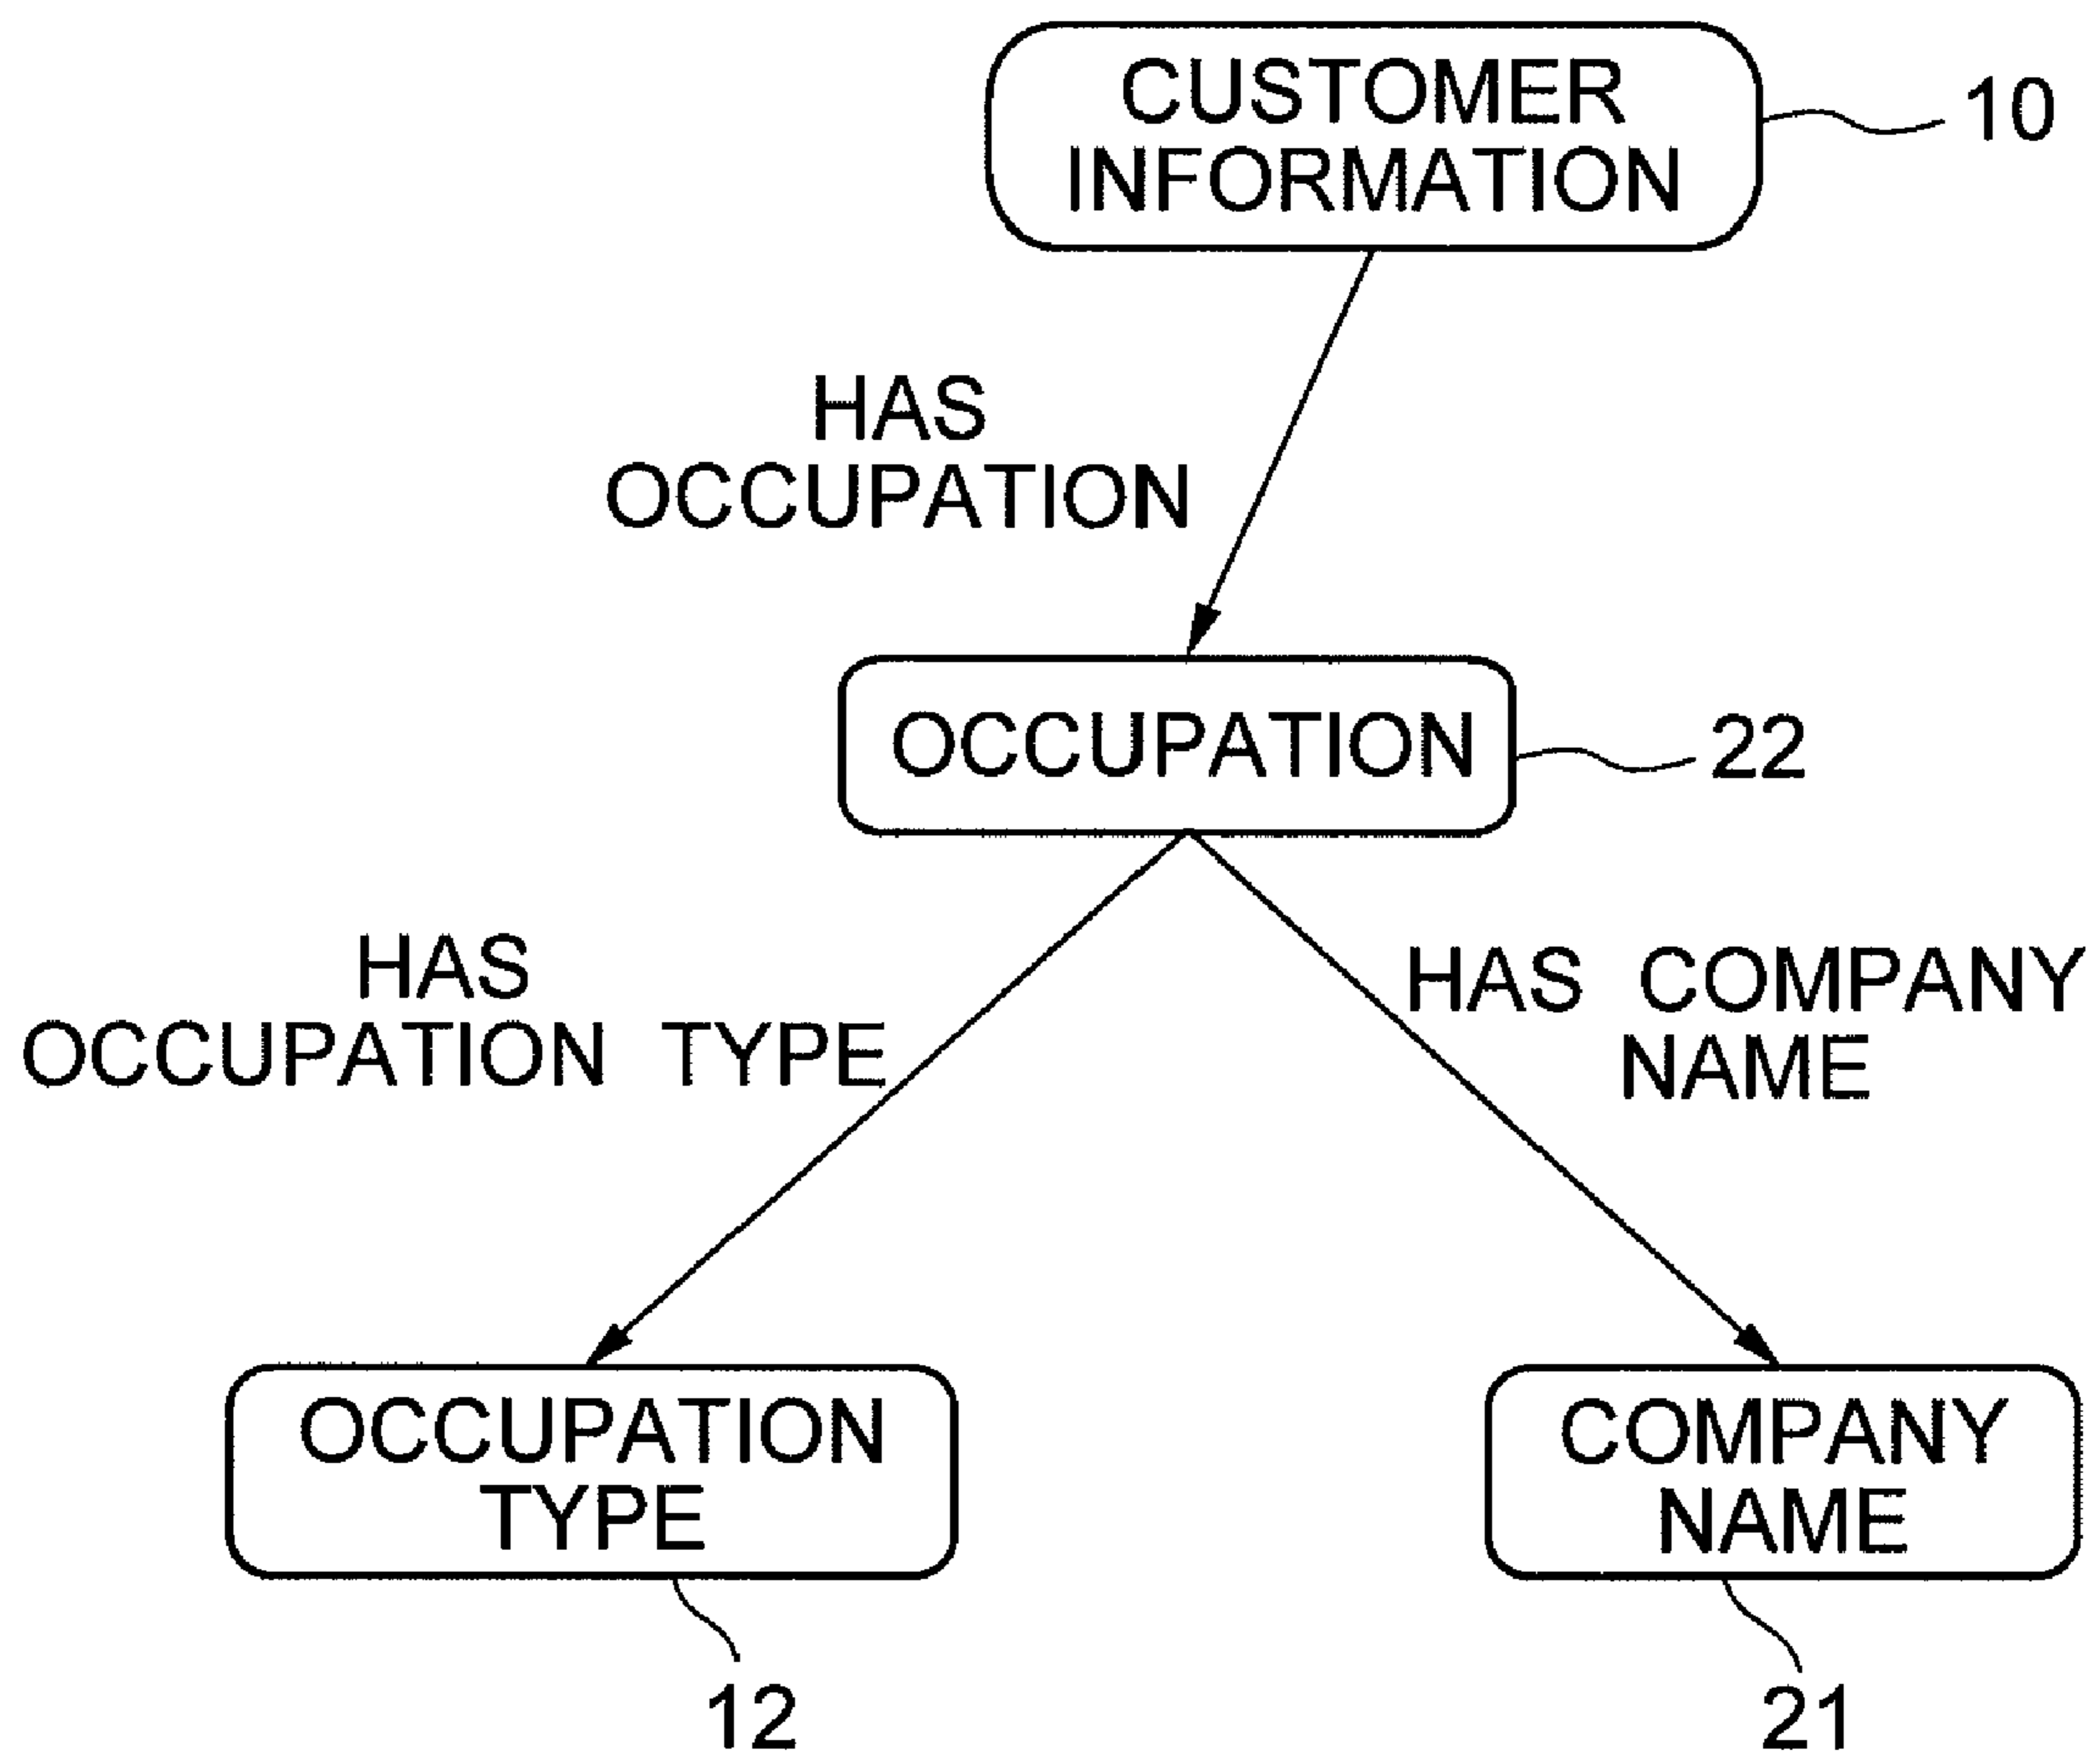 CUSTOMER
INFORMATION
10
HAS
OCCUPATION
OCCUPATION
22
HAS
OCCUPATION TYPE
HAS COMPANY
NAME
OCCUPATION
TYPE
COMPANY
NAME
12
21